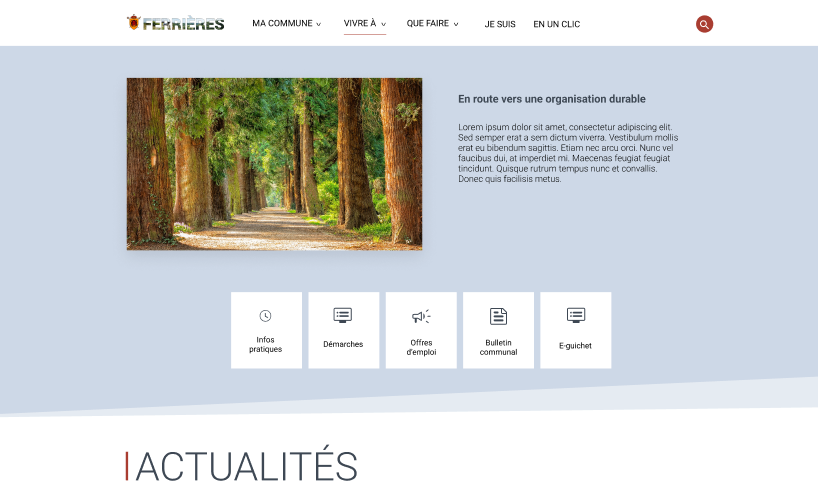 FERRIÈRES
MA COMMUNE
VIVRE À
QUE FAIRE
JE SUIS
EN UN CLIC
En route vers une organisation durable
Lorem ipsum dolor sit amet, consectetur adipiscing elit.
Sed semper erat a sem dictum viverra. Vestibulum mollis
erat eu bibendum sagittis. Etiam nec arcu orci. Nunc vel
faucibus dui, at imperdiet mi. Maecenas feugiat feugiat
tincidunt. Quisque rutrum tempus nunc et convallis.
Donec quis facilisis metus.
Infos
pratiques
Démarches
Offres
d'emploi
Bulletin
communal
E-guichet
ACTUALITÉS